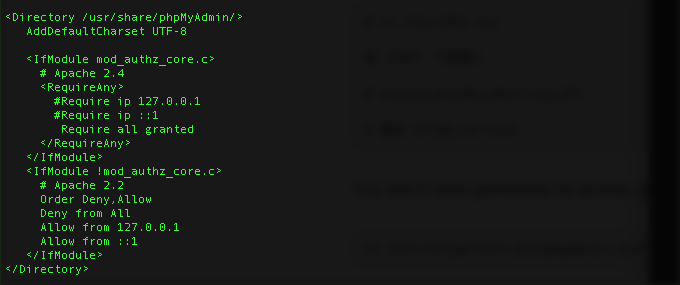 <Directory /usr/share/phpMyAdmin/>
   AddDefaultCharset UTF-8

   <IfModule mod_authz_core.c>
     # Apache 2.4
     <RequireAny>
       #Require ip 127.0.0.1
       #Require ip ::1
        Require all granted
     </RequireAny>
   </IfModule>
   <IfModule !mod_authz_core.c>
     # Apache 2.2
     Order Deny,Allow
     Deny from All
     Allow from 127.0.0.1
     Allow from ::1
   </IfModule>
</Directory>